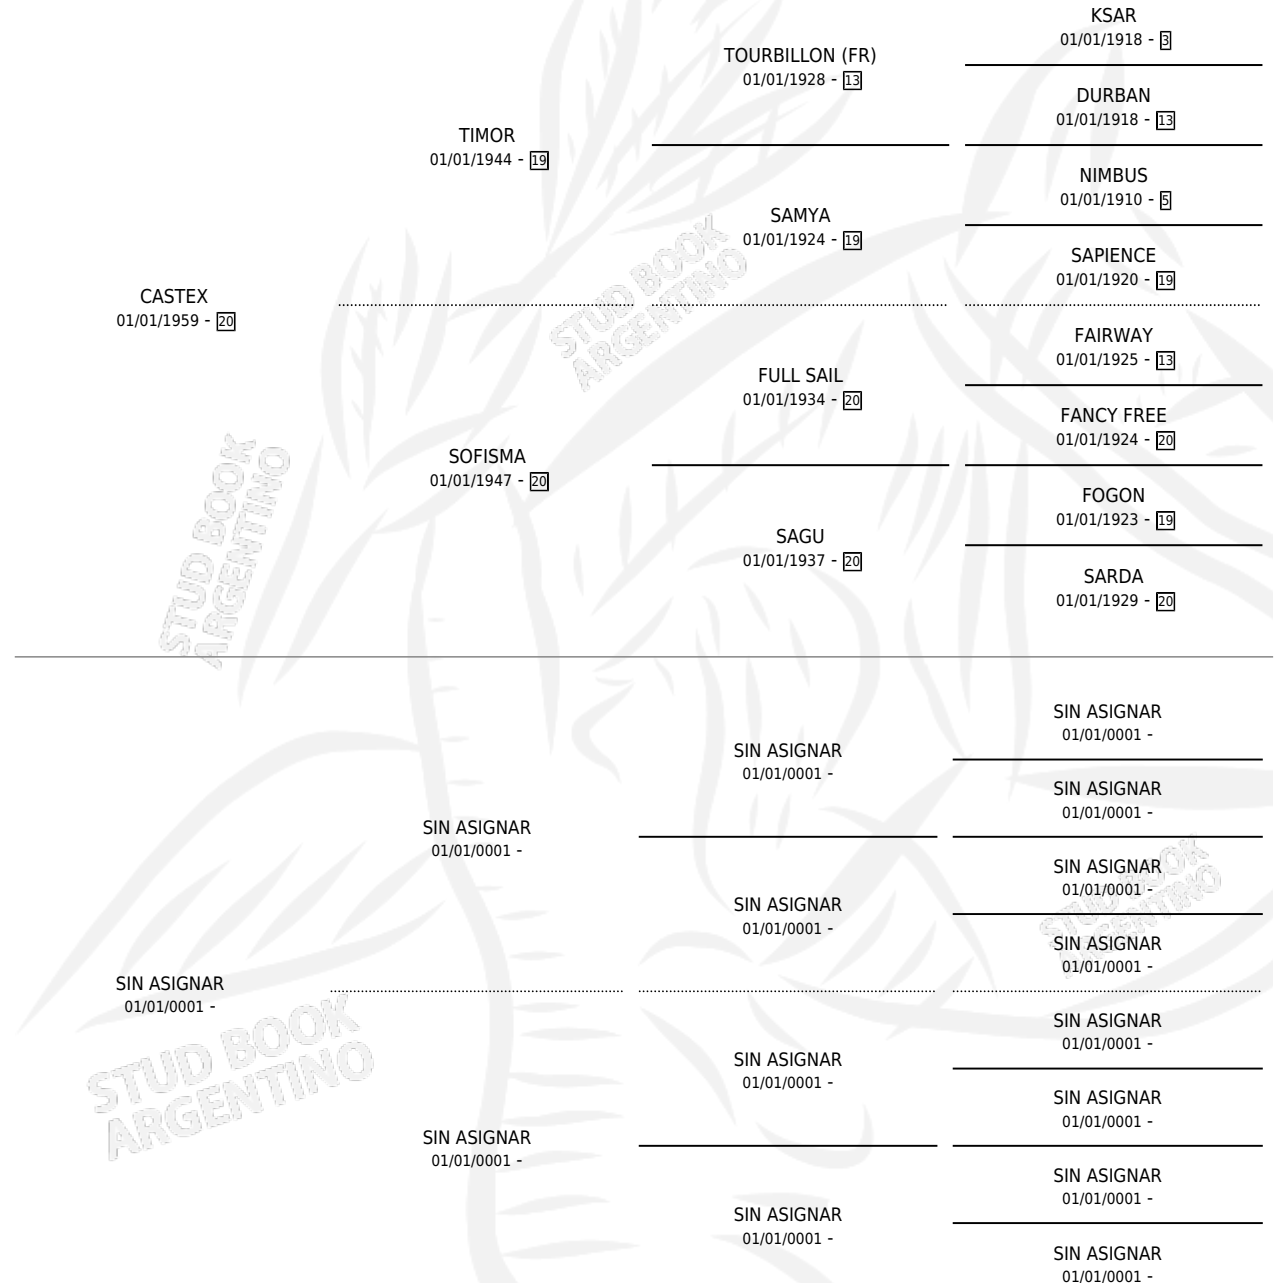 KSAR
01/01/1918 - 3
TOURBILLON (FR)
01/01/1928 - 13
DURBAN
01/01/1918 - 13
TIMOR
01/01/1944 - 19
NIMBUS
01/01/1910 - 5
SAMYA
01/01/1924 - 19
SAPIENCE
01/01/1920 - 19
CASTEX
01/01/1959 - 20
FAIRWAY
01/01/1925 - 13
FULL SAIL
01/01/1934 - 20
FANCY FREE
01/01/1924 - 20
SOFISMA
01/01/1947 - 20
FOGON
01/01/1923 - 19
SAGU
01/01/1937 - 20
SARDA
01/01/1929 - 20
STUD BOOK
ARGENTINO
STUD BOOK
ARGENTINO
SIN ASIGNAR
01/01/0001 -
SIN ASIGNAR
01/01/0001 -
SIN ASIGNAR
01/01/0001 -
SIN ASIGNAR
01/01/0001 -
SIN ASIGNAR
01/01/0001 -
SIN ASIGNAR
01/01/0001 -
SIN ASIGNAR
01/01/0001 -
SIN ASIGNAR
01/01/0001 -
SIN ASIGNAR
01/01/0001 -
SIN ASIGNAR
01/01/0001 -
SIN ASIGNAR
01/01/0001 -
SIN ASIGNAR
01/01/0001 -
SIN ASIGNAR
01/01/0001 -
SIN ASIGNAR
01/01/0001 -
SIN ASIGNAR
01/01/0001 -
STUD BOOK
ARGENTINO
STUD BOOK
ARGENTINO